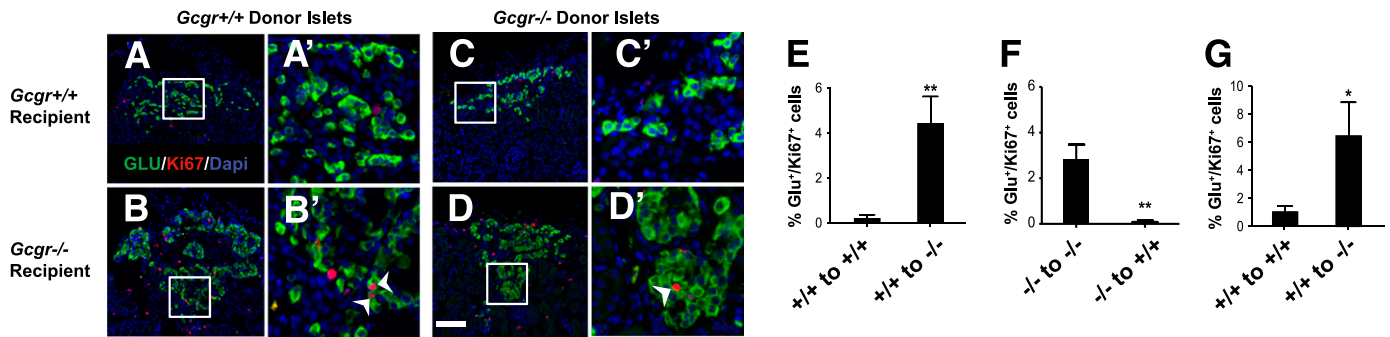 Gcgr+/+ Donor Islets
Gcgr-/- Donor Islets
Gcgr+/+
Recipient
A
A'
C
C'
GLU/Ki67/Dapi
Gcgr-/-
Recipient
B
B'
D
D'
E
% Glu⁺/Ki67⁺ cells
6
4
2
0
**
+/+ to +/+
+/+ to -/-
F
% Glu⁺/Ki67⁺ cells
6
4
2
0
**
-/- to -/-
-/- to +/+
G
% Glu⁺/Ki67⁺ cells
10
8
6
4
2
0
*
+/+ to +/+
+/+ to -/-